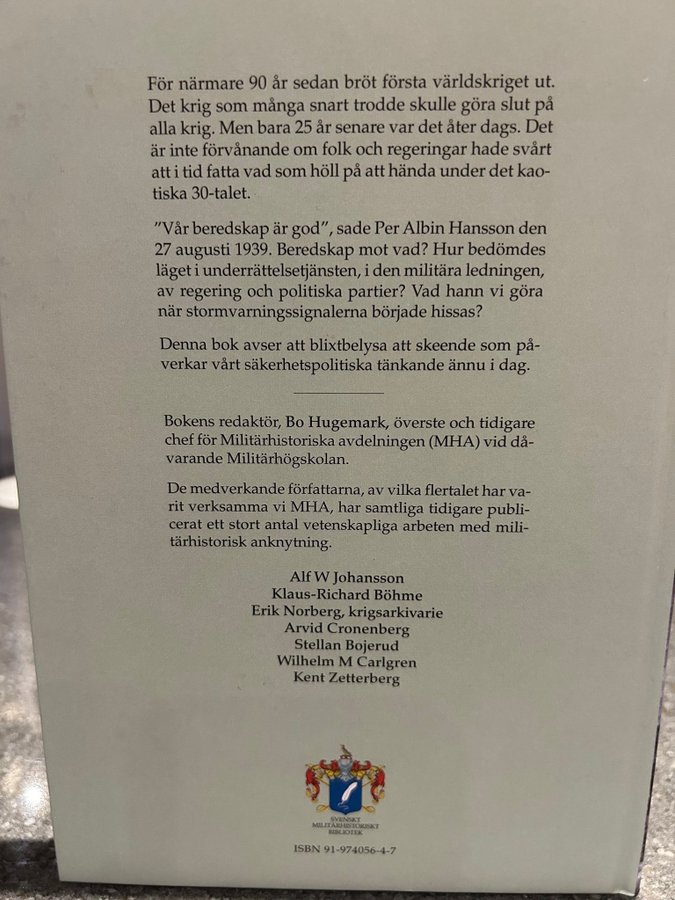 För närmare 90 år sedan bröt första världskriget ut.
Det krig som många snart trodde skulle göra slut på
alla krig. Men bara 25 år senare var det åter dags. Det
är inte förvånande om folk och regeringar hade svårt
att i tid fatta vad som höll på att hända under det kao-
tiska 30-talet.
”Vår beredskap är god”, sade Per Albin Hansson den
27 augusti 1939. Beredskap mot vad? Hur bedömdes
läget i underrättelsetjänsten, i den militära ledningen,
av regering och politiska partier? Vad hann vi göra
när stormvarningssignalerna började hissas?
Denna bok avser att blixtbelysa att skeende som på-
verkar vårt säkerhetspolitiska tänkande ännu i dag.
Bokens redaktör, Bo Hugemark, överste och tidigare
chef för Militärhistoriska avdelningen (MHA) vid då-
varande Militärhögskolan.
De medverkande författarna, av vilka flertalet har va-
rit verksamma vi MHA, har samtliga tidigare publi-
cerat ett stort antal vetenskapliga arbeten med mili-
tärhistorisk anknytning.
Alf W Johansson
Klaus-Richard Böhme
Erik Norberg, krigsarkivarie
Arvid Cronenberg
Stellan Bojerud
Wilhelm M Carlgren
Kent Zetterberg
SVENSKT
MILITÄRHISTORISKT
BIBLIOTEK
ISBN 91-974056-4-7